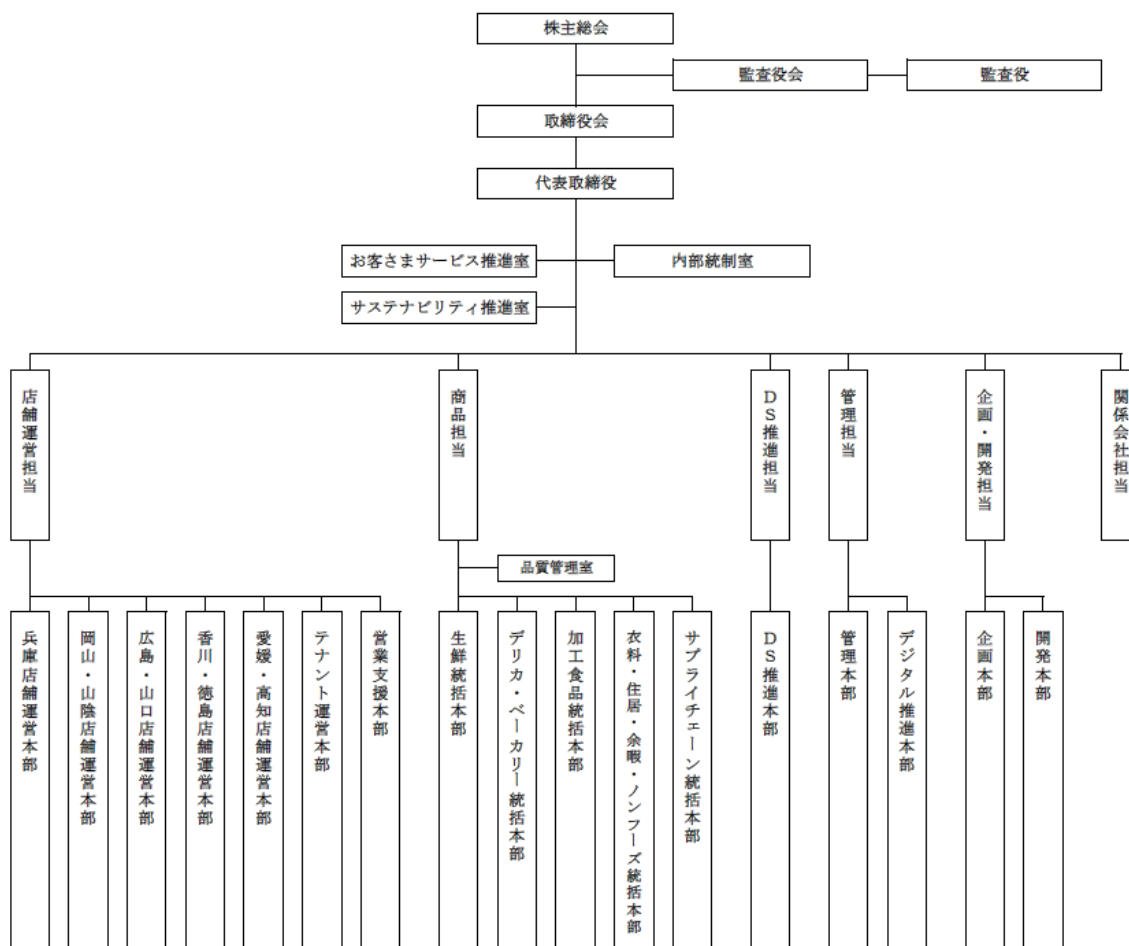 株主総会
監査役会
監査役
取締役会
代表取締役
お客さまサービス推進室
内部統制室
サステナビリティ推進室
店舗運営担当
商品担当
DS推進担当
管理担当
企画・開発担当
関係会社担当
品質管理室
兵庫店舗運営本部
岡山・山陰店舗運営本部
広島・山口店舗運営本部
香川・徳島店舗運営本部
愛媛・高知店舗運営本部
テナント運営本部
営業支援本部
生鮮統括本部
デリカ・ベーカリー統括本部
加工食品統括本部
衣料・住居・余暇・ノンフーズ統括本部
サプライチェーン統括本部
DS推進本部
管理本部
デジタル推進本部
企画本部
開発本部